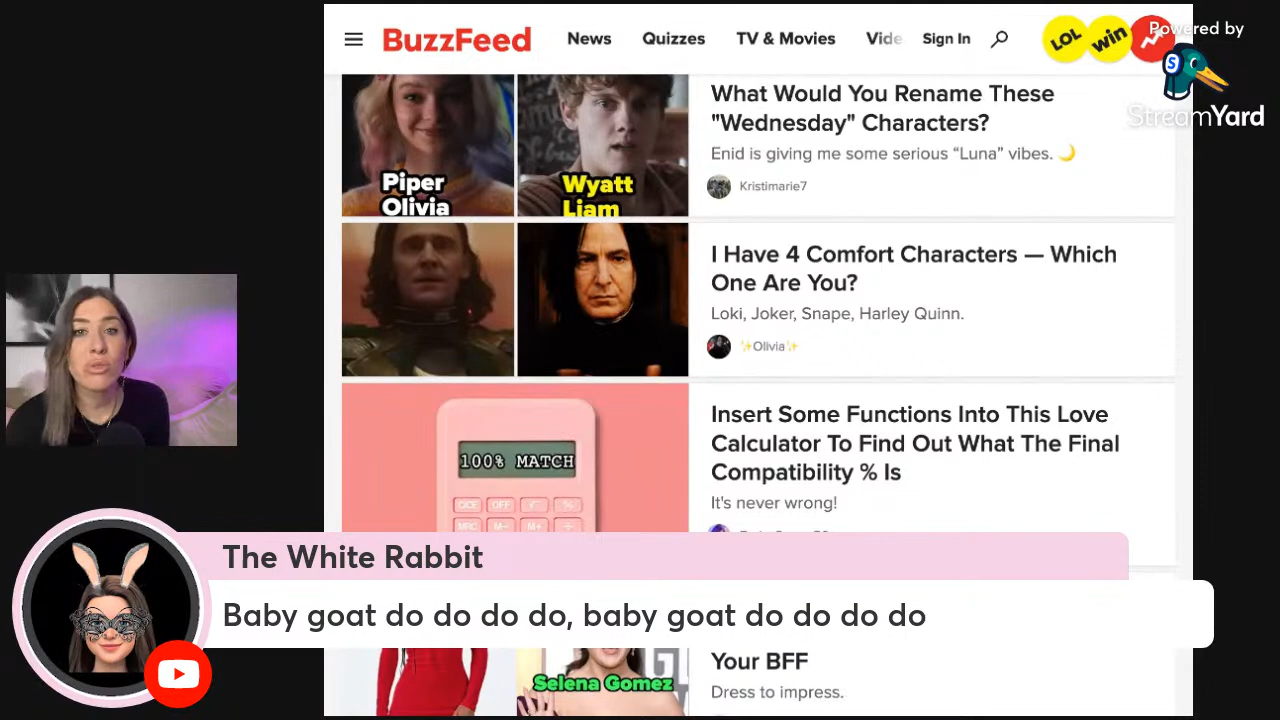 BuzzFeed News Quizzes TV & Movies Vide Sign In LOL win
Powered by
StreamYard
What Would You Rename These
"Wednesday" Characters?
Enid is giving me some serious “Luna” vibes. 🌙
Kristimarie7
Piper
Olivia
Wyatt
Liam
I Have 4 Comfort Characters — Which
One Are You?
Loki, Joker, Snape, Harley Quinn.
✨Olivia✨
Insert Some Functions Into This Love
Calculator To Find Out What The Final
Compatibility % Is
It's never wrong!
100% MATCH
OFF
%
MRC M- M+ ÷
The White Rabbit
Baby goat do do do do, baby goat do do do do
Your BFF
Dress to impress.
Selena Gomez